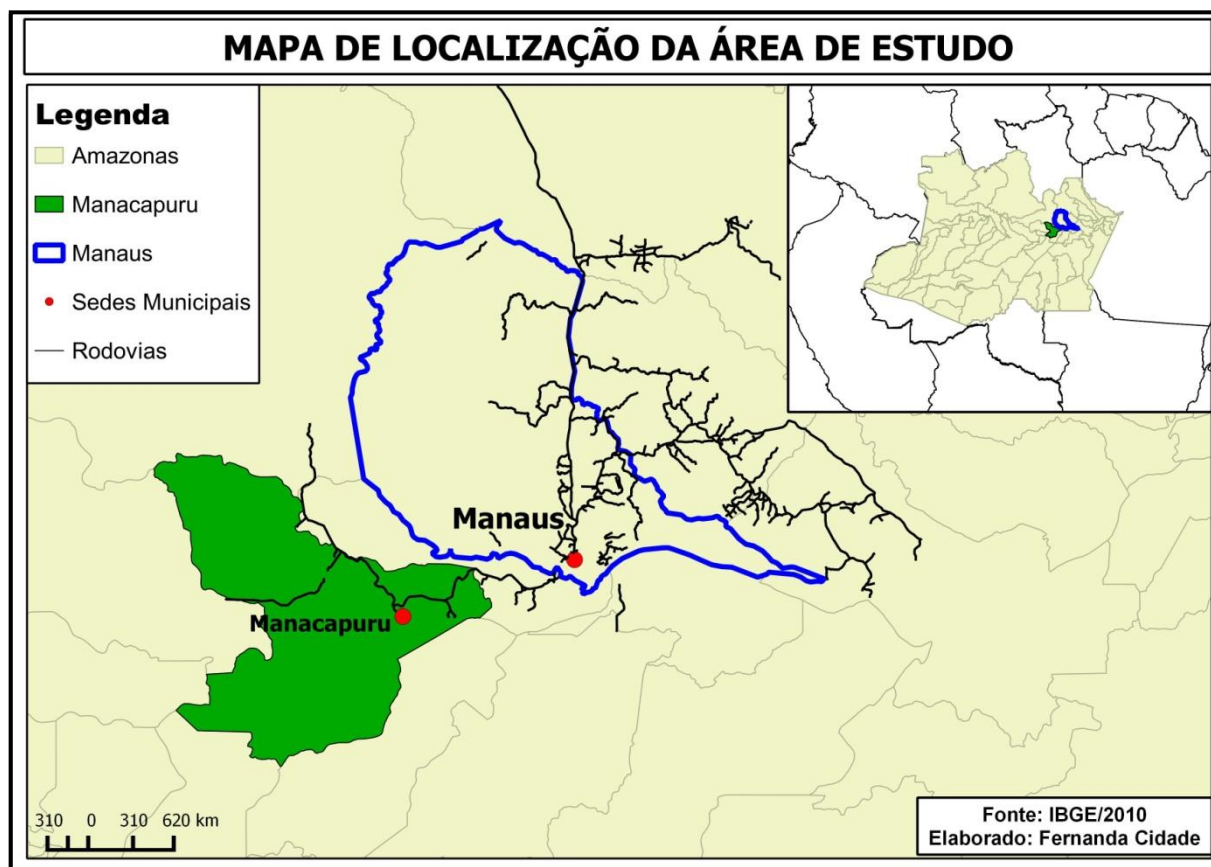 MAPA DE LOCALIZAÇÃO DA ÁREA DE ESTUDO
Legenda
Amazonas
Manacapuru
Manaus
Sedes Municipais
Rodovias
Manaus
Manacapuru
310 0 310 620 km
Fonte: IBGE/2010
Elaborado: Fernanda Cidade